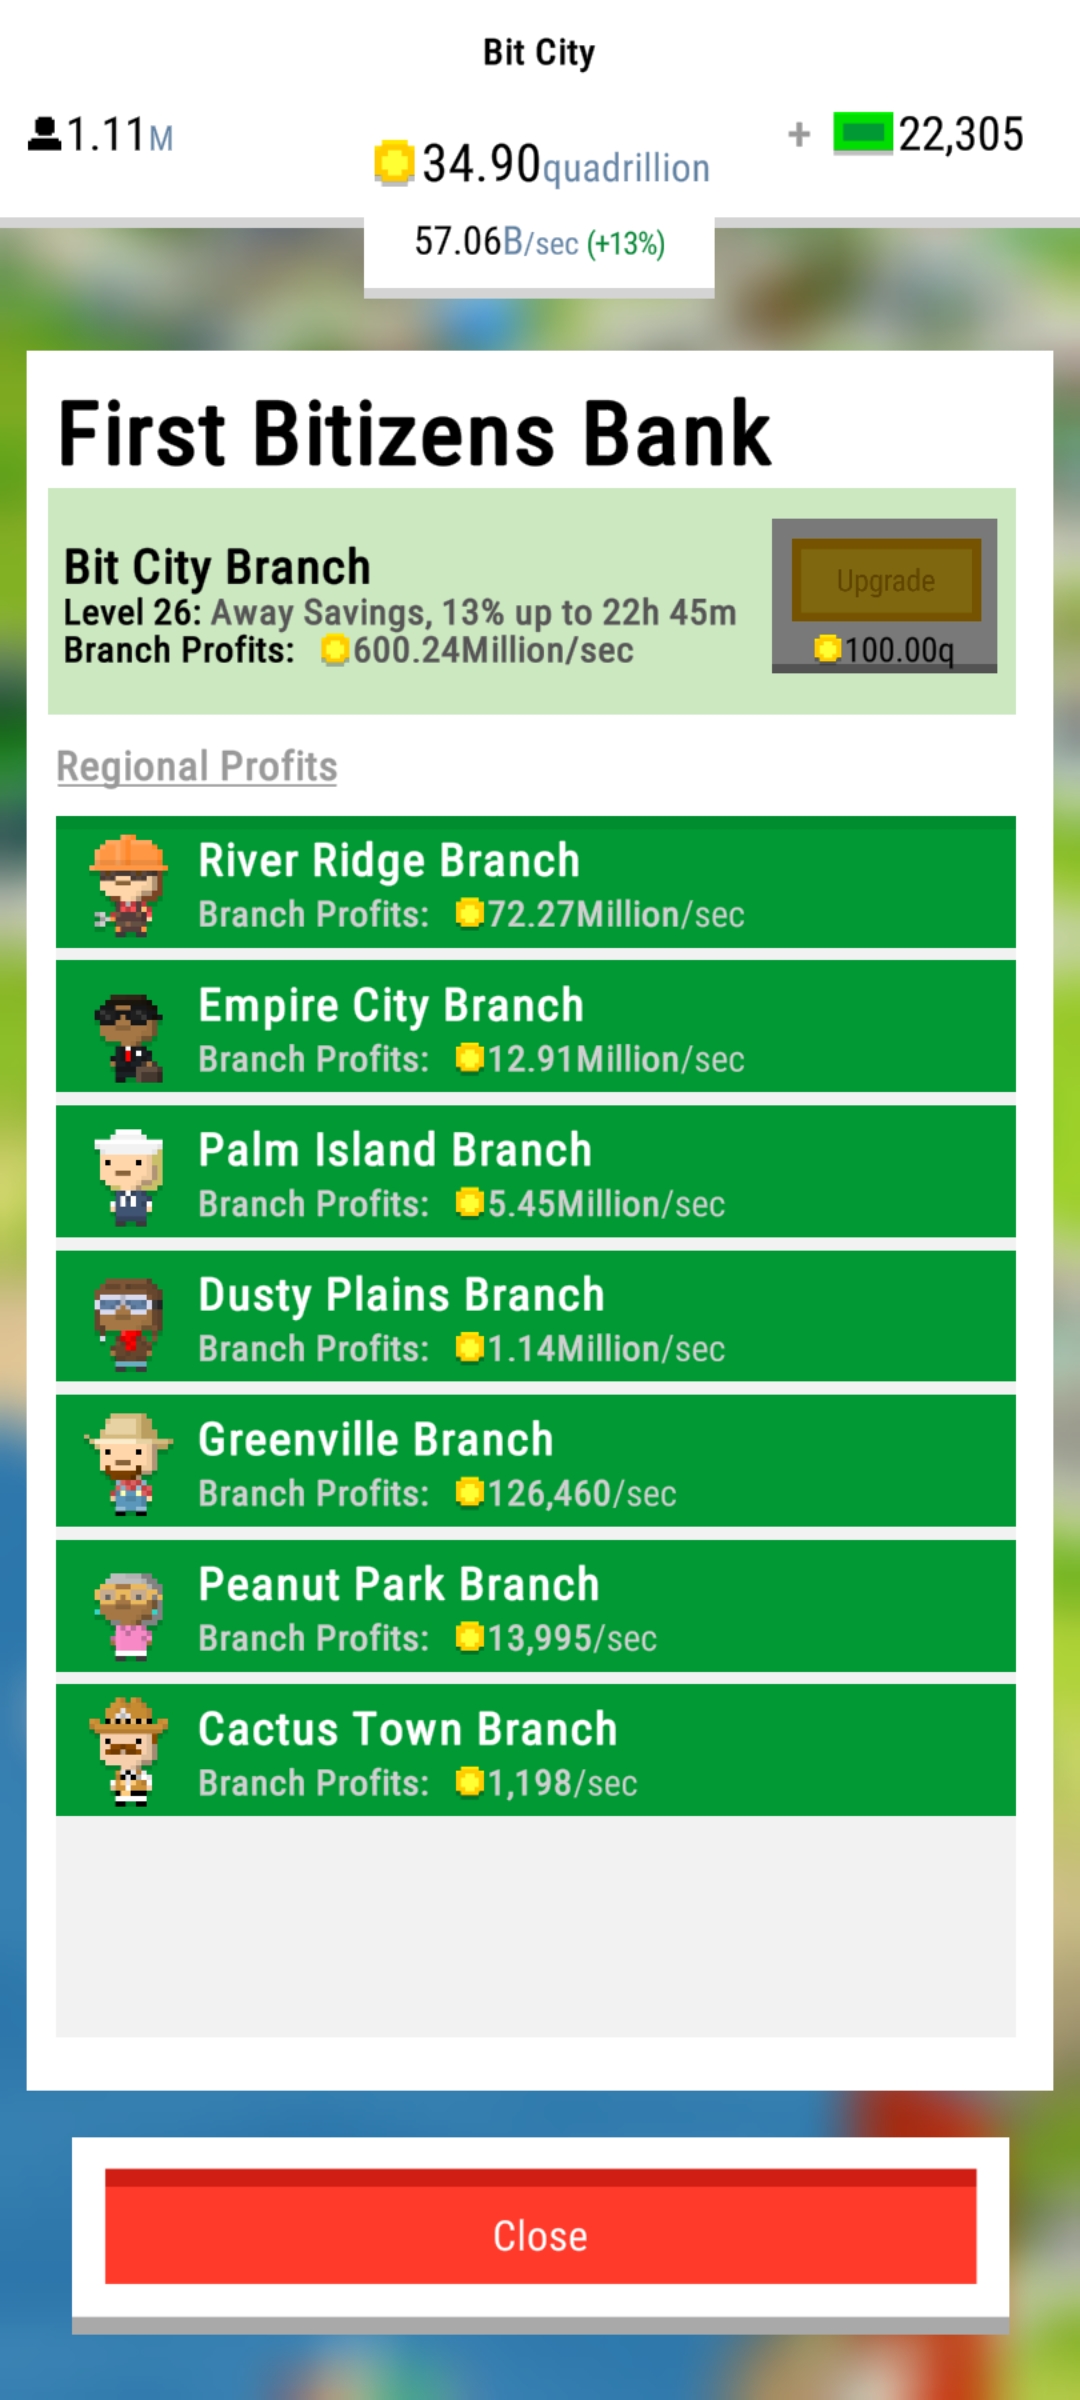 Bit City
1.11M
+ 22,305
34.90quadrillion
57.06B/sec (+13%)
First Bitizens Bank
Bit City Branch
Level 26: Away Savings, 13% up to 22h 45m
Branch Profits: 600.24Million/sec
Upgrade
100.00q
Regional Profits
River Ridge Branch
Branch Profits: 72.27Million/sec
Empire City Branch
Branch Profits: 12.91Million/sec
Palm Island Branch
Branch Profits: 5.45Million/sec
Dusty Plains Branch
Branch Profits: 1.14Million/sec
Greenville Branch
Branch Profits: 126,460/sec
Peanut Park Branch
Branch Profits: 13,995/sec
Cactus Town Branch
Branch Profits: 1,198/sec
Close